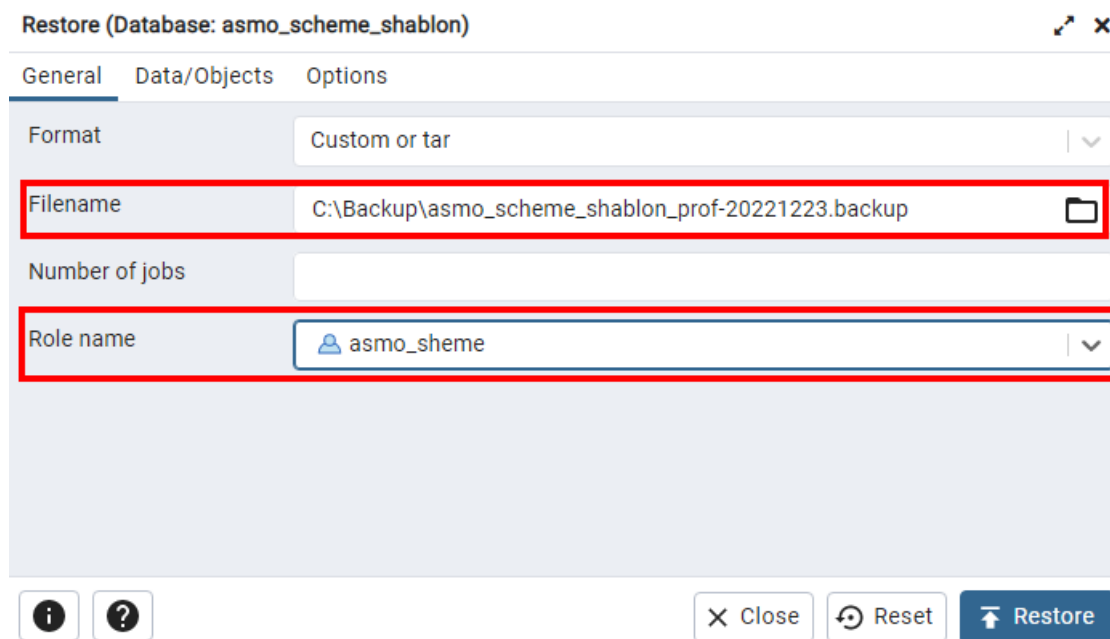 Restore (Database: asmo_scheme_shablon)
General Data/Objects Options
Format Custom or tar
Filename C:\Backup\asmo_scheme_shablon_prof-20221223.backup
Number of jobs
Role name asmo_sheme
Close Reset Restore